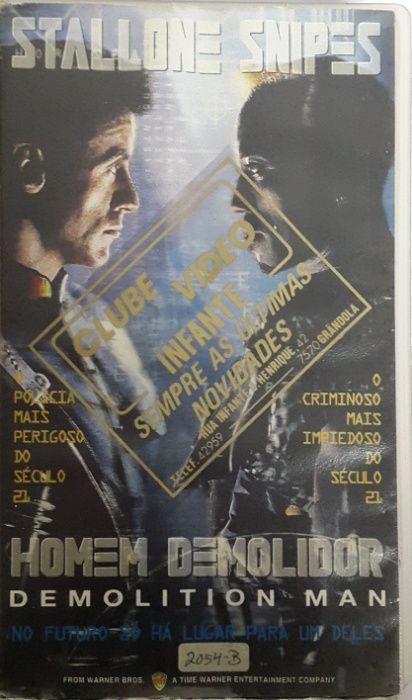 STALLONE SNIPES
CLUBE VIDEO
INFANTE
SEMPRE AS ÚLTIMAS
NOVIDADES
RUA INFANTE D. HENRIQUE 42
7570 GRÂNDOLA
TELEF. 42959
O
POLÍCIA
MAIS
PERIGOSO
DO
SÉCULO
21
O
CRIMINOSO
MAIS
IMPIEDOSO
DO
SÉCULO
21
HOMEM DEMOLIDOR
DEMOLITION MAN
NO FUTURO SÓ HÁ LUGAR PARA UM DELES
2054-B
FROM WARNER BROS. A TIME WARNER ENTERTAINMENT COMPANY